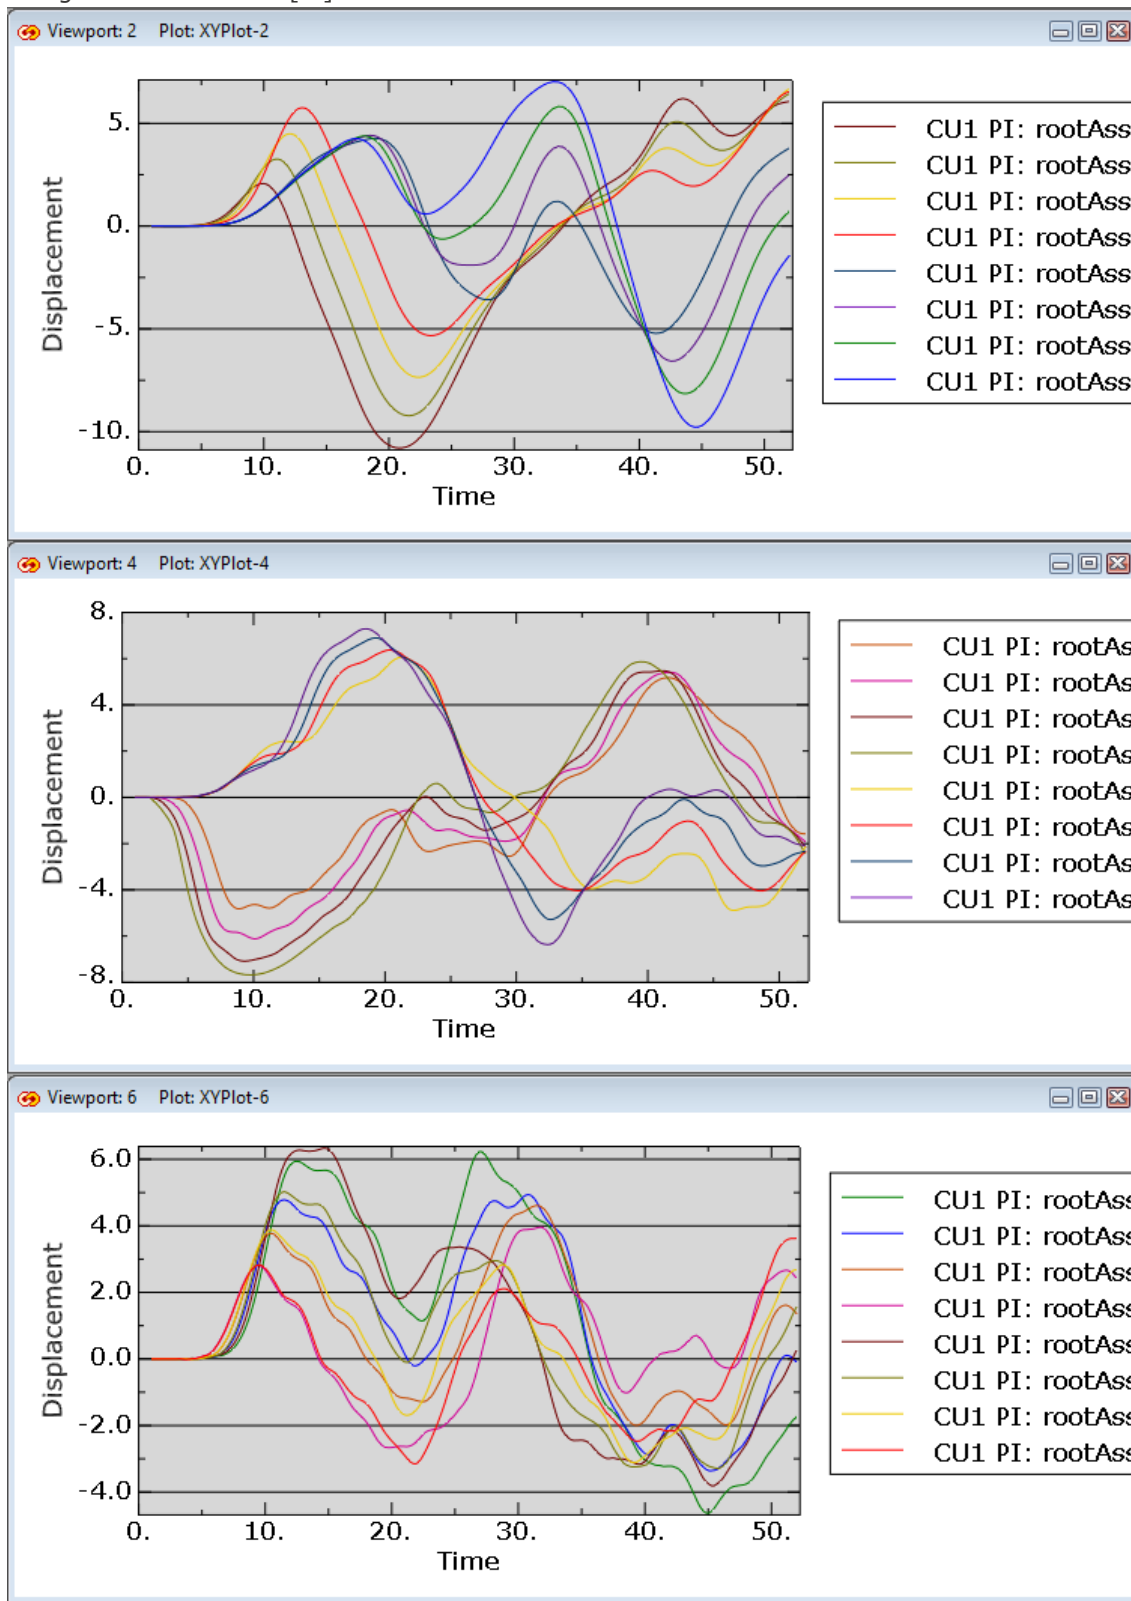 Viewport: 2 Plot: XYPlot-2
5.
0.
-5.
-10.
Displacement
0. 10. 20. 30. 40. 50.
Time
CU1 PI: rootAss
CU1 PI: rootAss
CU1 PI: rootAss
CU1 PI: rootAss
CU1 PI: rootAss
CU1 PI: rootAss
CU1 PI: rootAss
CU1 PI: rootAss
Viewport: 4 Plot: XYPlot-4
8.
4.
0.
-4.
-8.
Displacement
0. 10. 20. 30. 40. 50.
Time
CU1 PI: rootAs
CU1 PI: rootAs
CU1 PI: rootAs
CU1 PI: rootAs
CU1 PI: rootAs
CU1 PI: rootAs
CU1 PI: rootAs
CU1 PI: rootAs
Viewport: 6 Plot: XYPlot-6
6.0
4.0
2.0
0.0
-2.0
-4.0
Displacement
0. 10. 20. 30. 40. 50.
Time
CU1 PI: rootAss
CU1 PI: rootAss
CU1 PI: rootAss
CU1 PI: rootAss
CU1 PI: rootAss
CU1 PI: rootAss
CU1 PI: rootAss
CU1 PI: rootAss